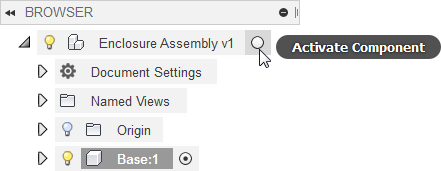 BROWSER
Enclosure Assembly v1
Activate Component
Document Settings
Named Views
Origin
Base:1